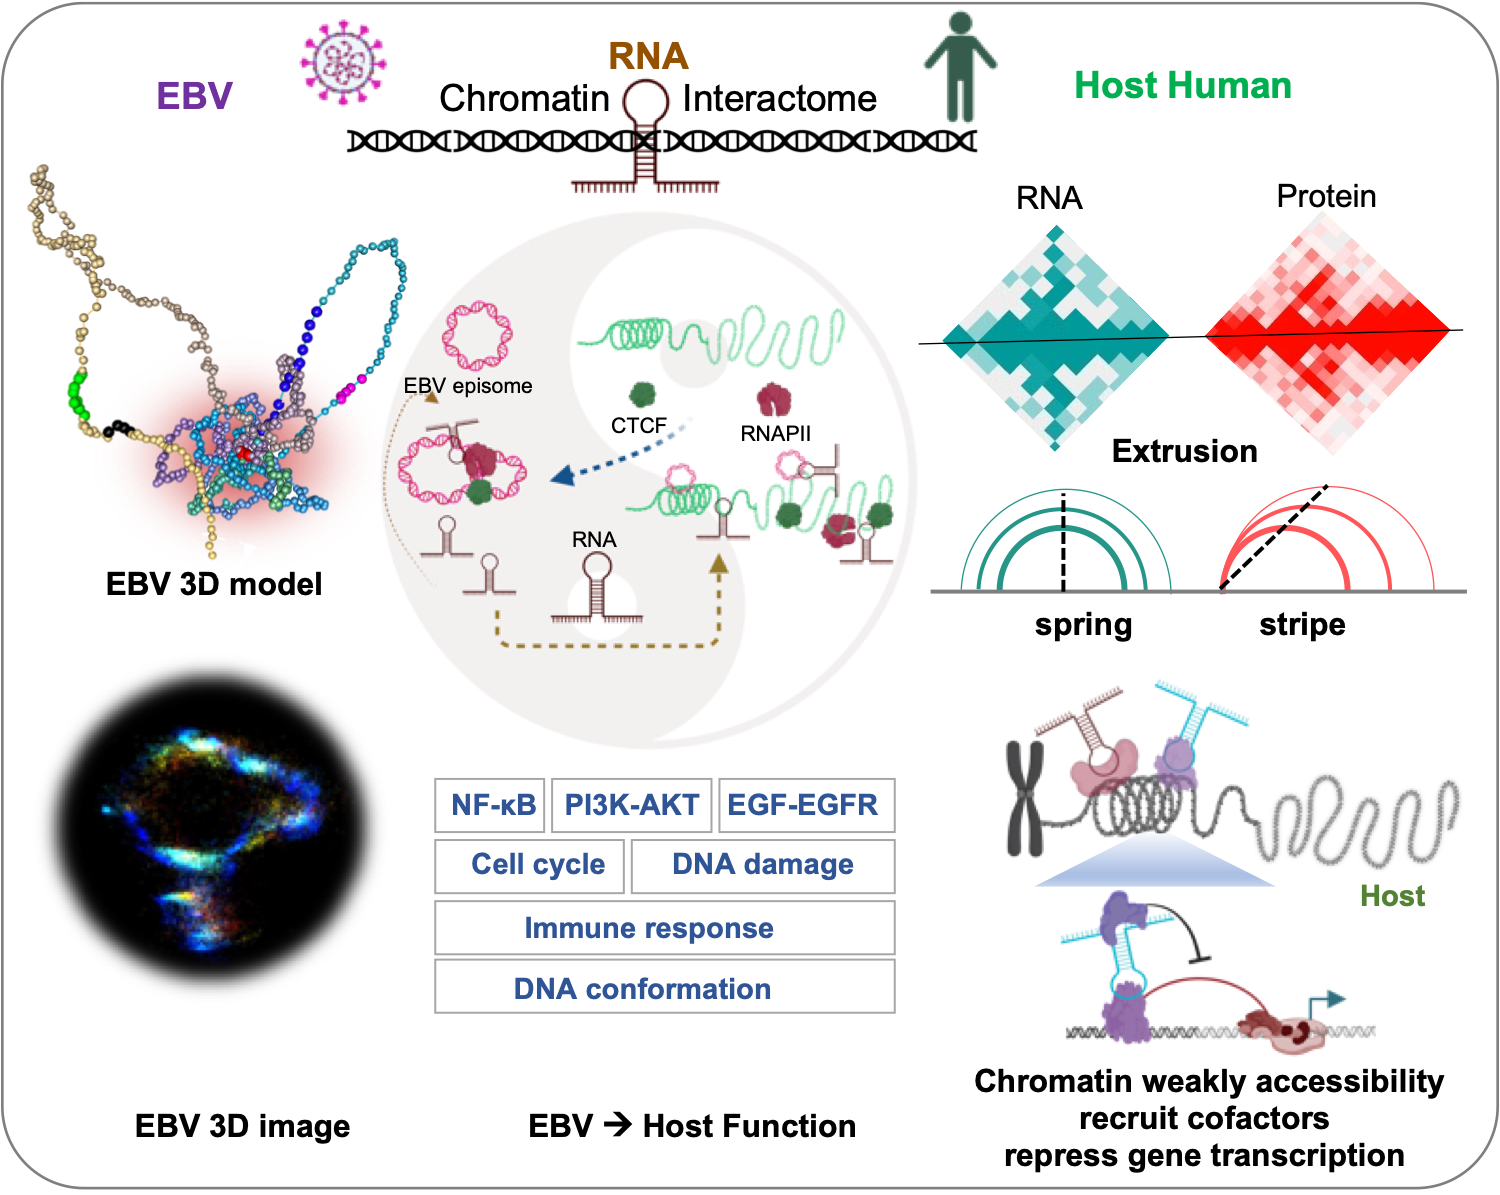 EBV
RNA
Chromatin Interactome
Host Human
RNA
Protein
EBV episome
CTCF
RNAPII
RNA
Extrusion
EBV 3D model
spring
stripe
NF-κB
PI3K-AKT
EGF-EGFR
Cell cycle
DNA damage
Immune response
DNA conformation
Host
EBV 3D image
EBV → Host Function
Chromatin weakly accessibility
recruit cofactors
repress gene transcription